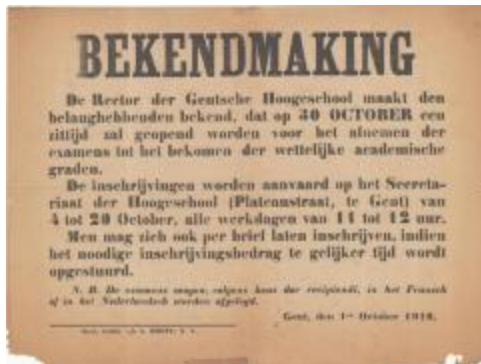 BEKENDMAKING
De Rector der Gentsche Hoogeschool maakt den
belanghebbenden bekend, dat op 30 OCTOBER een
zittijd zal geopend worden voor het afnemen der
examens tot het bekomen der wettelijke academische
graden.
De inschrijvingen worden aanvaard op het Secreta-
riaat der Hoogeschool (Plateaustraat, te Gent) van
4 tot 20 October, alle werkdagen van 11 tot 12 uur.
Men mag zich ook per brief laten inschrijven, indien
het noodige inschrijvingsbedrag te gelijker tijd wordt
opgestuurd.
N. B. De examens mogen, volgens keus der recipiendi, in het Fransch
of in het Nederlandsch worden afgelegd.
Gent, den 1en October 1918.